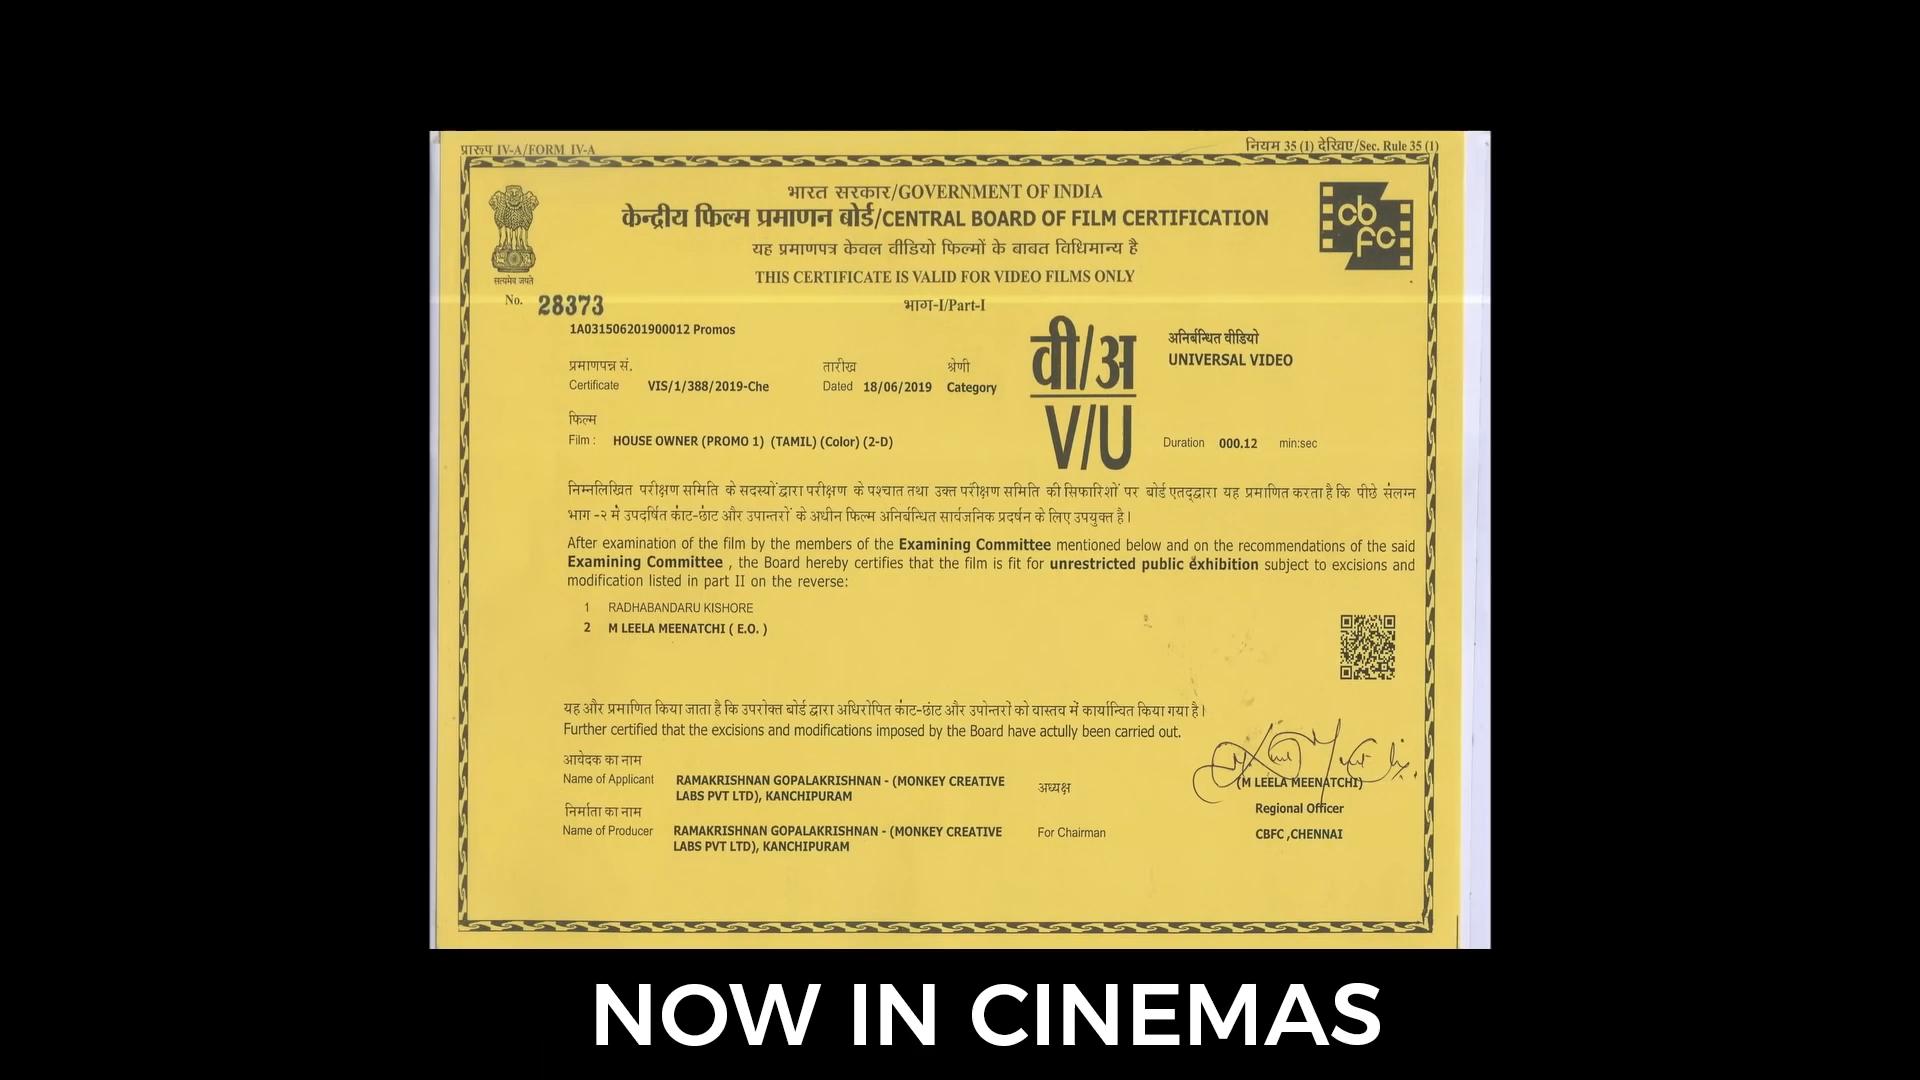 प्रारूप IV-A/FORM IV-A
नियम 35 (1) देखिए/Sec. Rule 35 (1)
भारत सरकार/GOVERNMENT OF INDIA
केन्द्रीय फिल्म प्रमाणन बोर्ड/CENTRAL BOARD OF FILM CERTIFICATION
cb
fc
यह प्रमाणपत्र केवल वीडियो फिल्मों के बाबत विधिमान्य है
THIS CERTIFICATE IS VALID FOR VIDEO FILMS ONLY
सत्यमेव जयते
No. 28373
भाग-I/Part-I
1A031506201900012 Promos
वी/अ
V/U
अनिर्बन्धित वीडियो
UNIVERSAL VIDEO
प्रमाणपत्र सं. तारीख श्रेणी
Certificate VIS/1/388/2019-Che Dated 18/06/2019 Category
फिल्म
Film : HOUSE OWNER (PROMO 1) (TAMIL) (Color) (2-D)
Duration 000.12 min:sec
निम्नलिखित परीक्षण समिति के सदस्यों द्वारा परीक्षण के पश्चात तथा उक्त परीक्षण समिति की सिफारिशों पर बोर्ड एतद्द्वारा यह प्रमाणित करता है कि पीछे संलग्न
भाग -२ में उपदर्षित काट-छाट और उपान्तरों के अधीन फिल्म अनिर्बन्धित सार्वजनिक प्रदर्षन के लिए उपयुक्त है।
After examination of the film by the members of the Examining Committee mentioned below and on the recommendations of the said
Examining Committee , the Board hereby certifies that the film is fit for unrestricted public exhibition subject to excisions and
modification listed in part II on the reverse:
1 RADHABANDARU KISHORE
2 M LEELA MEENATCHI ( E.O. )
यह और प्रमाणित किया जाता है कि उपरोक्त बोर्ड द्वारा अधिरोपित काट-छांट और उपोन्तरों को वास्तव में कार्यान्वित किया गया है।
Further certified that the excisions and modifications imposed by the Board have actully been carried out.
आवेदक का नाम
Name of Applicant RAMAKRISHNAN GOPALAKRISHNAN - (MONKEY CREATIVE
LABS PVT LTD), KANCHIPURAM
अध्यक्ष
(M LEELA MEENATCHI)
Regional Officer
निर्माता का नाम
Name of Producer RAMAKRISHNAN GOPALAKRISHNAN - (MONKEY CREATIVE
LABS PVT LTD), KANCHIPURAM
For Chairman
CBFC ,CHENNAI
NOW IN CINEMAS